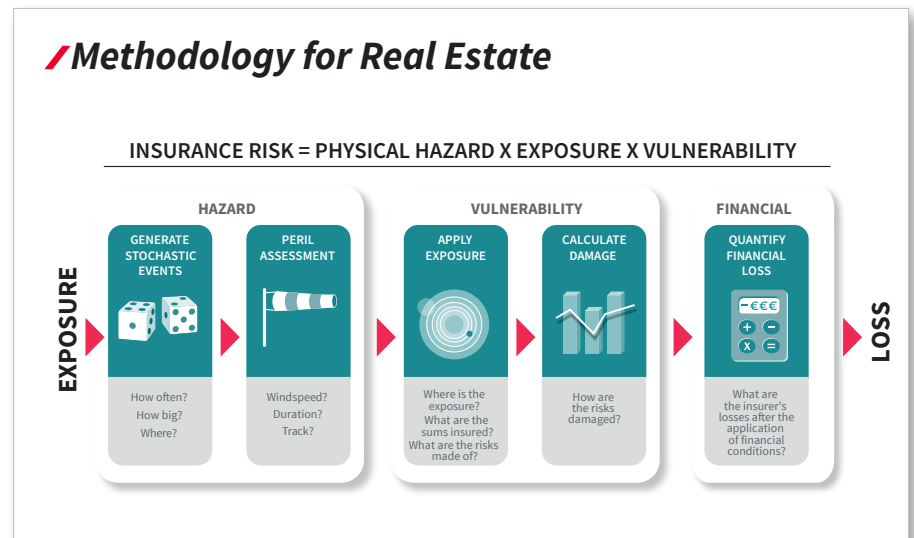 Methodology for Real Estate
INSURANCE RISK = PHYSICAL HAZARD X EXPOSURE X VULNERABILITY
EXPOSURE
HAZARD
GENERATE
STOCHASTIC
EVENTS
How often?
How big?
Where?
PERIL
ASSESSMENT
Windspeed?
Duration?
Track?
VULNERABILITY
APPLY
EXPOSURE
Where is the
exposure?
What are the
sums insured?
What are the risks
made of?
CALCULATE
DAMAGE
How are
the risks
damaged?
FINANCIAL
QUANTIFY
FINANCIAL
LOSS
-€€€
+ -
x =
What are
the insurer's
losses after the
application
of financial
conditions?
LOSS